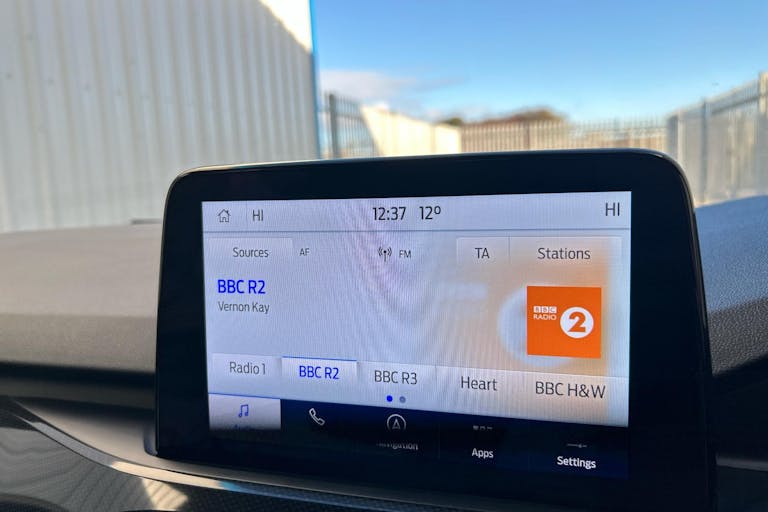 HI 12:37 12º HI
Sources AF FM TA Stations
BBC R2
Vernon Kay
BBC
RADIO 2
Radio 1 BBC R2 BBC R3 Heart BBC H&W
Apps
Settings